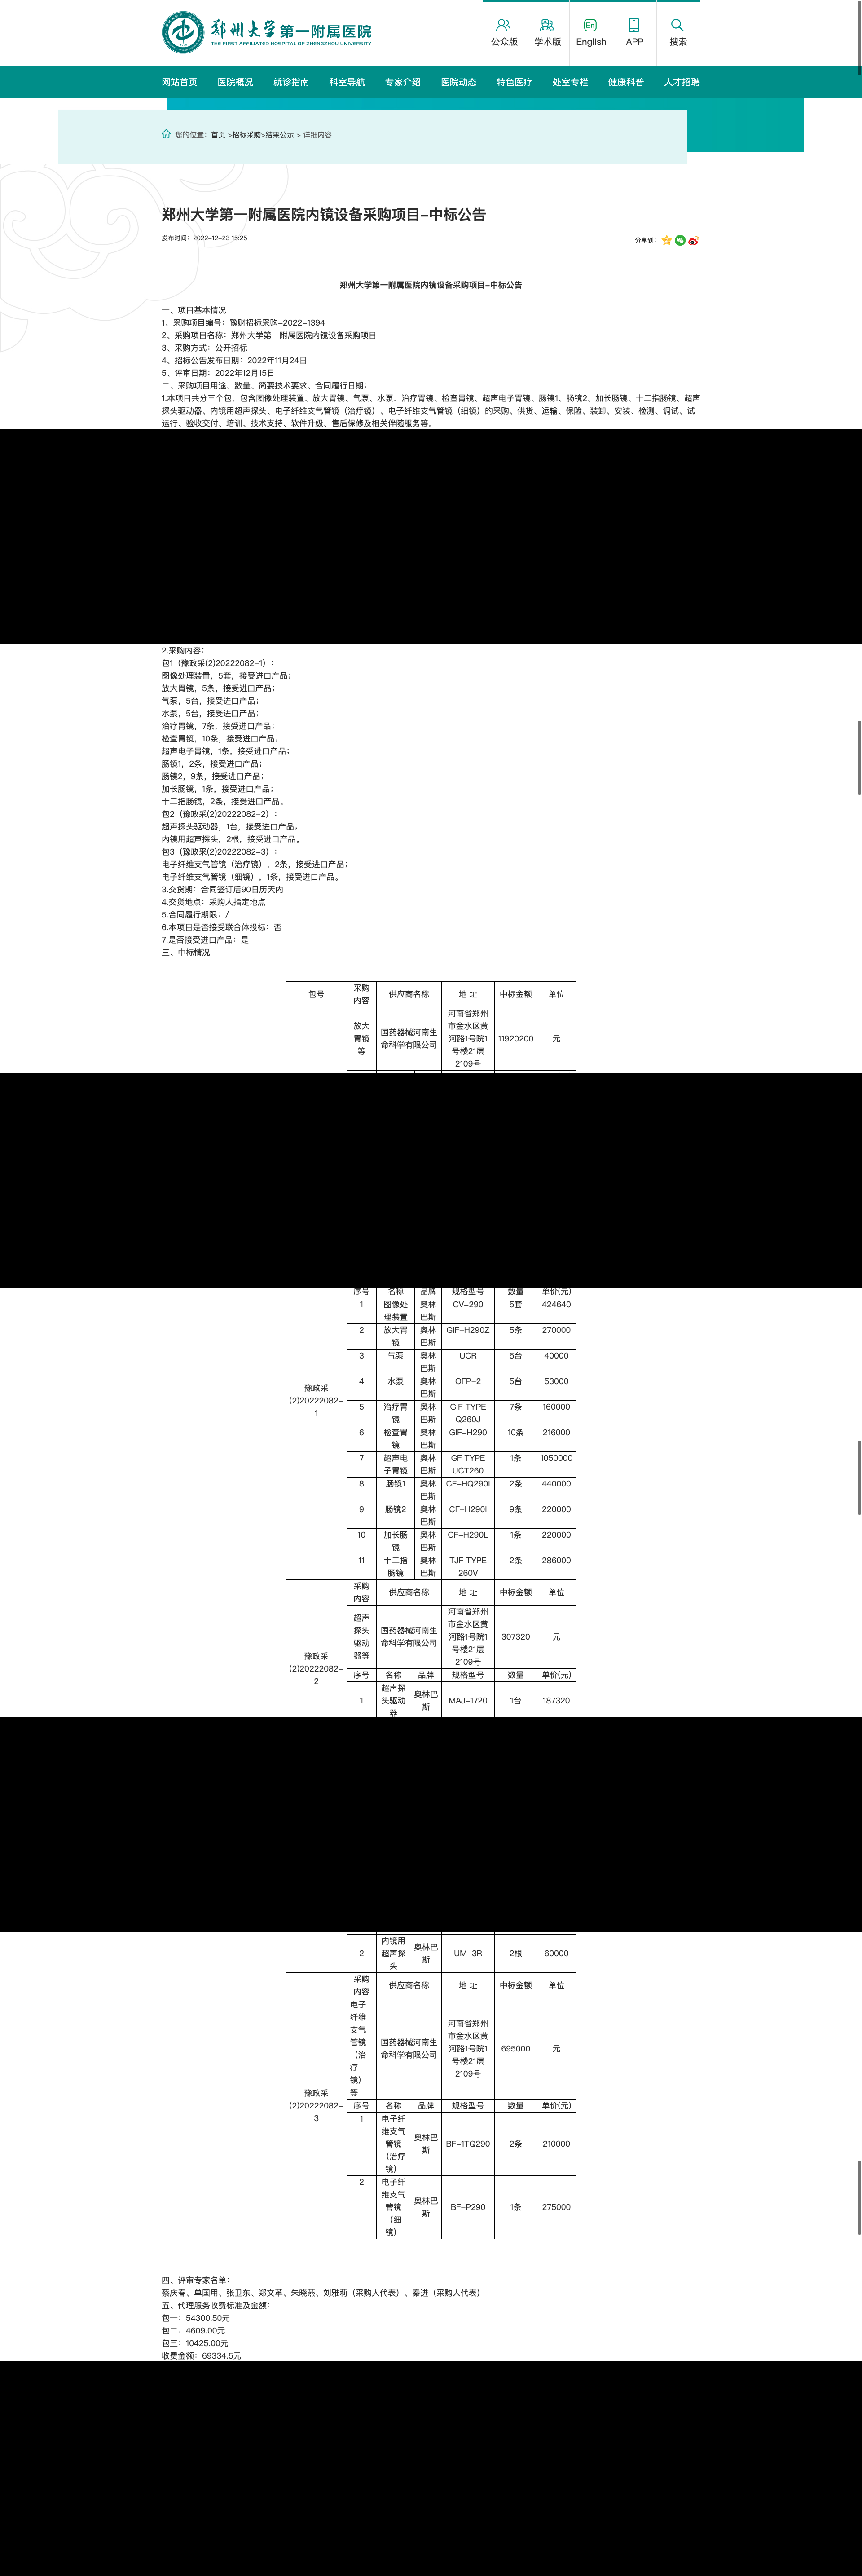 郑州大学第一附属医院
THE FIRST AFFILIATED HOSPITAL OF ZHENGZHOU UNIVERSITY
公众版
学术版
En
English
APP
搜索
网站首页 医院概况 就诊指南 科室导航 专家介绍 医院动态 特色医疗 处室专栏 健康科普 人才招聘
您的位置：首页 >招标采购>结果公示 > 详细内容
郑州大学第一附属医院内镜设备采购项目-中标公告
发布时间：2022-12-23 15:25
分享到：
郑州大学第一附属医院内镜设备采购项目-中标公告
一、项目基本情况
1、采购项目编号：豫财招标采购-2022-1394
2、采购项目名称：郑州大学第一附属医院内镜设备采购项目
3、采购方式：公开招标
4、招标公告发布日期：2022年11月24日
5、评审日期：2022年12月15日
二、采购项目用途、数量、简要技术要求、合同履行日期：
1.本项目共分三个包，包含图像处理装置、放大胃镜、气泵、水泵、治疗胃镜、检查胃镜、超声电子胃镜、肠镜1、肠镜2、加长肠镜、十二指肠镜、超声
探头驱动器、内镜用超声探头、电子纤维支气管镜（治疗镜）、电子纤维支气管镜（细镜）的采购、供货、运输、保险、装卸、安装、检测、调试、试
运行、验收交付、培训、技术支持、软件升级、售后保修及相关伴随服务等。
2.采购内容：
包1（豫政采(2)20222082-1）：
图像处理装置，5套，接受进口产品；
放大胃镜，5条，接受进口产品；
气泵，5台，接受进口产品；
水泵，5台，接受进口产品；
治疗胃镜，7条，接受进口产品；
检查胃镜，10条，接受进口产品；
超声电子胃镜，1条，接受进口产品；
肠镜1，2条，接受进口产品；
肠镜2，9条，接受进口产品；
加长肠镜，1条，接受进口产品；
十二指肠镜，2条，接受进口产品。
包2（豫政采(2)20222082-2）：
超声探头驱动器，1台，接受进口产品；
内镜用超声探头，2根，接受进口产品。
包3（豫政采(2)20222082-3）：
电子纤维支气管镜（治疗镜），2条，接受进口产品；
电子纤维支气管镜（细镜），1条，接受进口产品。
3.交货期：合同签订后90日历天内
4.交货地点：采购人指定地点
5.合同履行期限：/
6.本项目是否接受联合体投标：否
7.是否接受进口产品：是
三、中标情况
包号 采购内容 供应商名称 地 址 中标金额 单位
放大胃镜等 国药器械河南生命科学有限公司 河南省郑州市金水区黄河路1号院1号楼21层2109号 11920200 元
豫政采(2)20222082-1
序号 名称 品牌 规格型号 数量 单价(元)
1 图像处理装置 奥林巴斯 CV-290 5套 424640
2 放大胃镜 奥林巴斯 GIF-H290Z 5条 270000
3 气泵 奥林巴斯 UCR 5台 40000
4 水泵 奥林巴斯 OFP-2 5台 53000
5 治疗胃镜 奥林巴斯 GIF TYPE Q260J 7条 160000
6 检查胃镜 奥林巴斯 GIF-H290 10条 216000
7 超声电子胃镜 奥林巴斯 GF TYPE UCT260 1条 1050000
8 肠镜1 奥林巴斯 CF-HQ290I 2条 440000
9 肠镜2 奥林巴斯 CF-H290I 9条 220000
10 加长肠镜 奥林巴斯 CF-H290L 1条 220000
11 十二指肠镜 奥林巴斯 TJF TYPE 260V 2条 286000
豫政采(2)20222082-2
采购内容 供应商名称 地 址 中标金额 单位
超声探头驱动器等 国药器械河南生命科学有限公司 河南省郑州市金水区黄河路1号院1号楼21层2109号 307320 元
序号 名称 品牌 规格型号 数量 单价(元)
1 超声探头驱动器 奥林巴斯 MAJ-1720 1台 187320
2 内镜用超声探头 奥林巴斯 UM-3R 2根 60000
豫政采(2)20222082-3
采购内容 供应商名称 地 址 中标金额 单位
电子纤维支气管镜（治疗镜）等 国药器械河南生命科学有限公司 河南省郑州市金水区黄河路1号院1号楼21层2109号 695000 元
序号 名称 品牌 规格型号 数量 单价(元)
1 电子纤维支气管镜（治疗镜） 奥林巴斯 BF-1TQ290 2条 210000
2 电子纤维支气管镜（细镜） 奥林巴斯 BF-P290 1条 275000
四、评审专家名单：
蔡庆春、单国用、张卫东、郑文革、朱晓燕、刘雅莉（采购人代表）、秦进（采购人代表）
五、代理服务收费标准及金额：
包一：54300.50元
包二：4609.00元
包三：10425.00元
收费金额：69334.5元